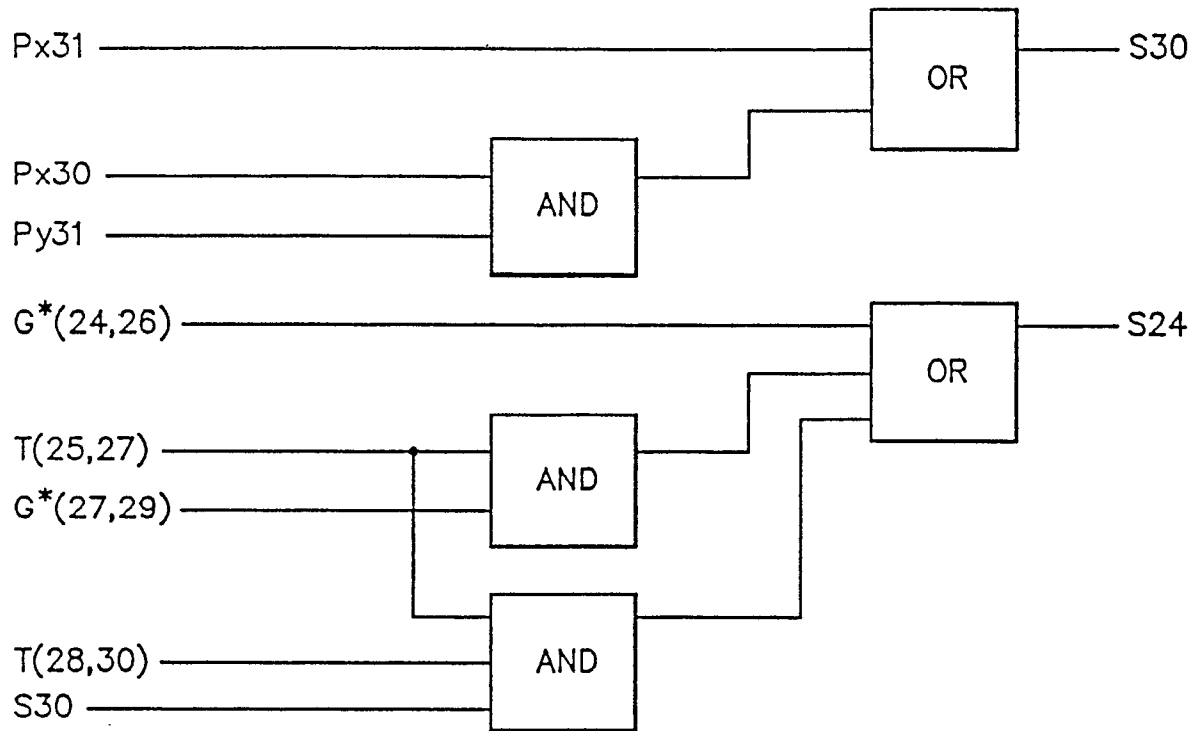 Px31
OR
S30
Px30
AND
Py31
G*(24,26)
OR
S24
T(25,27)
AND
G*(27,29)
T(28,30)
AND
S30